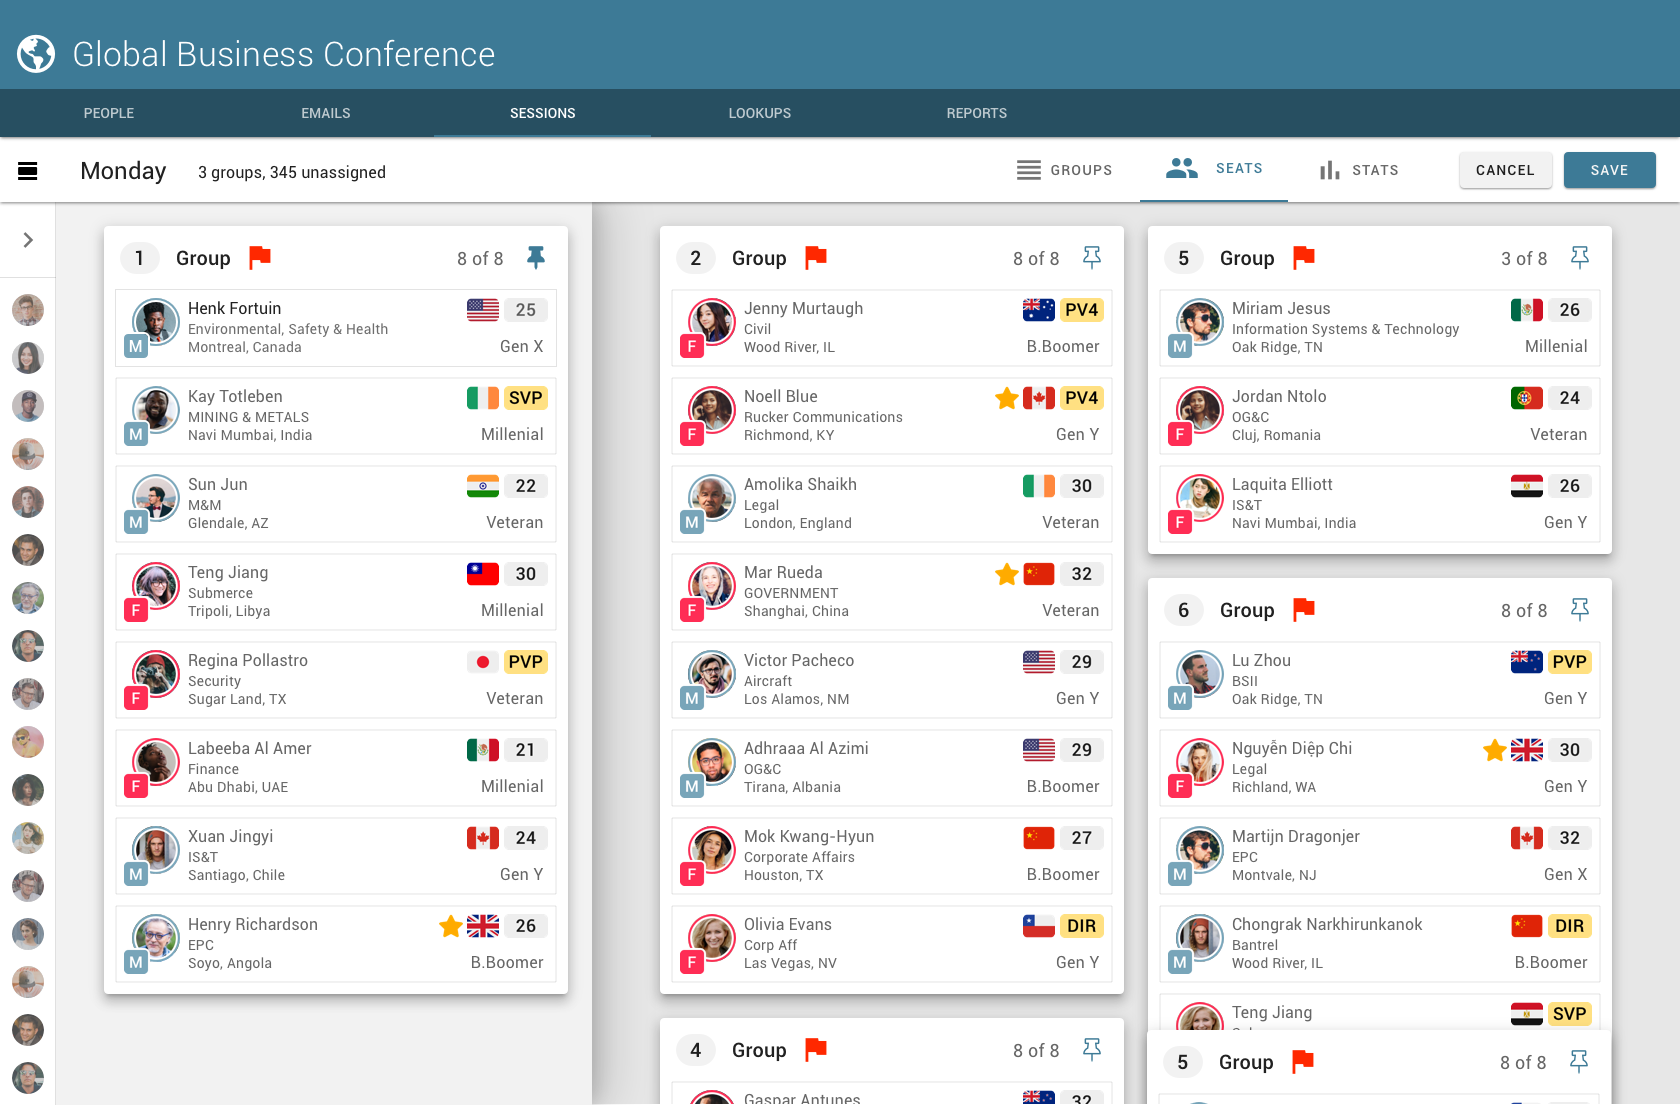 Global Business Conference
PEOPLE EMAILS SESSIONS LOOKUPS REPORTS
Monday 3 groups, 345 unassigned GROUPS SEATS STATS CANCEL SAVE
1 Group 8 of 8
Henk Fortuin 25
Environmental, Safety & Health
M Montreal, Canada Gen X
Kay Totleben SVP
MINING & METALS
M Navi Mumbai, India Millenial
Sun Jun 22
M&M
M Glendale, AZ Veteran
Teng Jiang 30
Submerce
F Tripoli, Libya Millenial
Regina Pollastro PVP
Security
F Sugar Land, TX Veteran
Labeeba Al Amer 21
Finance
F Abu Dhabi, UAE Millenial
Xuan Jingyi 24
IS&T
M Santiago, Chile Gen Y
Henry Richardson 26
EPC
M Soyo, Angola B.Boomer
2 Group 8 of 8
Jenny Murtaugh PV4
Civil
F Wood River, IL B.Boomer
Noell Blue PV4
Rucker Communications
F Richmond, KY Gen Y
Amolika Shaikh 30
Legal
M London, England Veteran
Mar Rueda 32
GOVERNMENT
F Shanghai, China Veteran
Victor Pacheco 29
Aircraft
M Los Alamos, NM Gen Y
Adhraaa Al Azimi 29
OG&C
M Tirana, Albania B.Boomer
Mok Kwang-Hyun 27
Corporate Affairs
F Houston, TX B.Boomer
Olivia Evans DIR
Corp Aff
F Las Vegas, NV Gen Y
4 Group 8 of 8
Gaspar Antunes 32
5 Group 3 of 8
Miriam Jesus 26
Information Systems & Technology
M Oak Ridge, TN Millenial
Jordan Ntolo 24
OG&C
F Cluj, Romania Veteran
Laquita Elliott 26
IS&T
F Navi Mumbai, India Gen Y
6 Group 8 of 8
Lu Zhou PVP
BSII
M Oak Ridge, TN Gen Y
Nguyễn Diệp Chi 30
Legal
F Richland, WA Gen Y
Martijn Dragonjer 32
EPC
M Montvale, NJ Gen X
Chongrak Narkhirunkanok DIR
Bantrel
M Wood River, IL B.Boomer
Teng Jiang SVP
5 Group 8 of 8